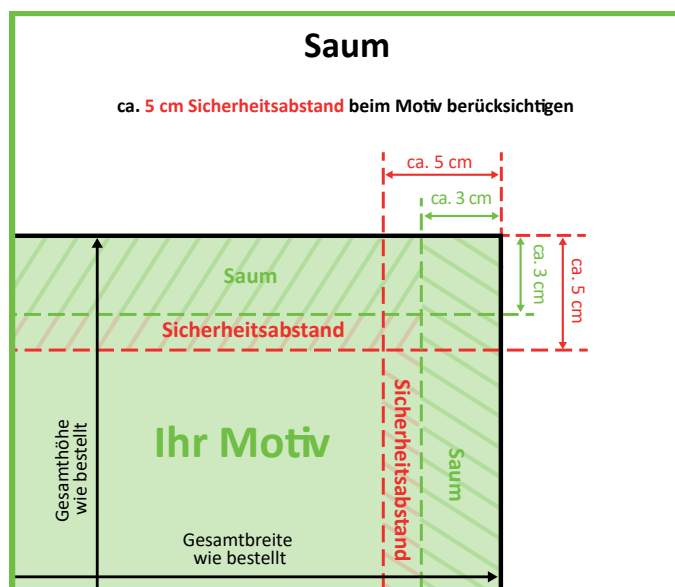 Saum
ca. 5 cm Sicherheitsabstand beim Motiv berücksichtigen
ca. 5 cm
ca. 3 cm
ca. 3 cm
ca. 5 cm
Saum
Sicherheitsabstand
Ihr Motiv
Gesamthöhe
wie bestellt
Sicherheitsabstand
Saum
Gesamtbreite
wie bestellt